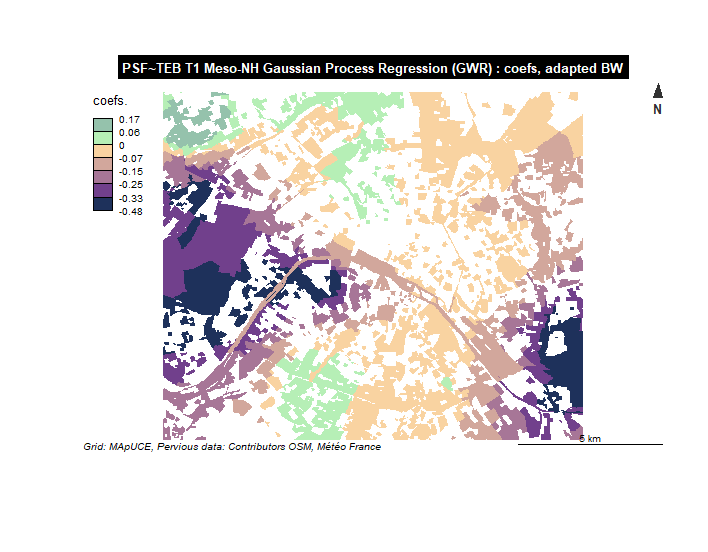 PSF~TEB T1 Meso-NH Gaussian Process Regression (GWR) : coefs, adapted BW
N
coefs.
0.17
0.06
0
-0.07
-0.15
-0.25
-0.33
-0.48
5 km
Grid: MApUCE, Pervious data: Contributors OSM, Météo France